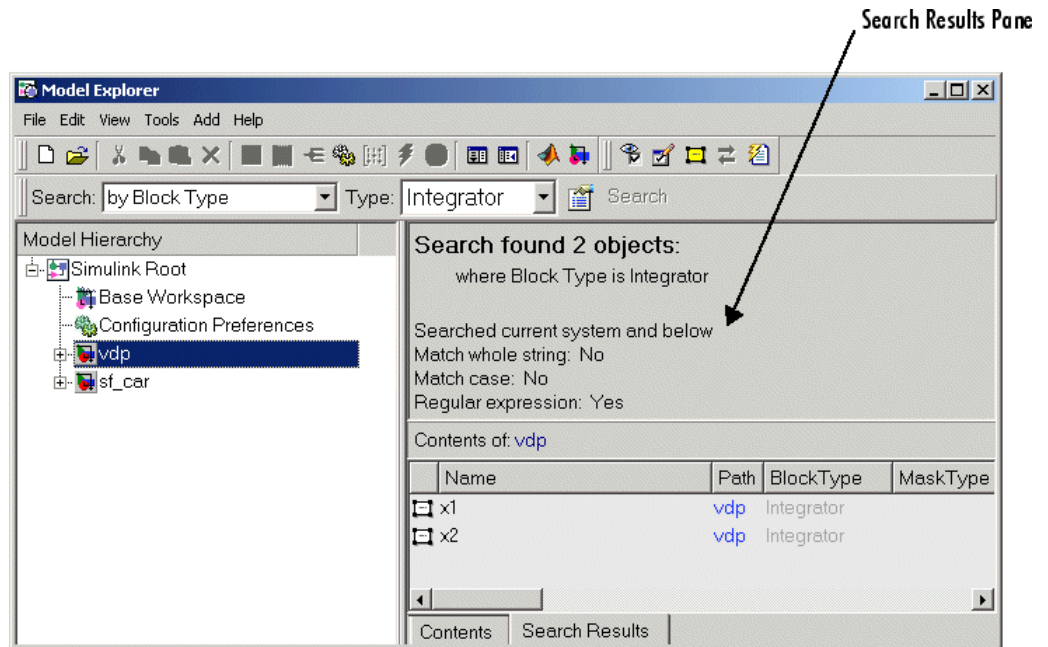 Search Results Pane
Model Explorer
File Edit View Tools Add Help
Search: by Block Type Type: Integrator Search
Model Hierarchy
Simulink Root
Base Workspace
Configuration Preferences
vdp
sf_car
Search found 2 objects:
where Block Type is Integrator
Searched current system and below
Match whole string: No
Match case: No
Regular expression: Yes
Contents of: vdp
Name Path BlockType MaskType
x1 vdp Integrator
x2 vdp Integrator
Contents Search Results